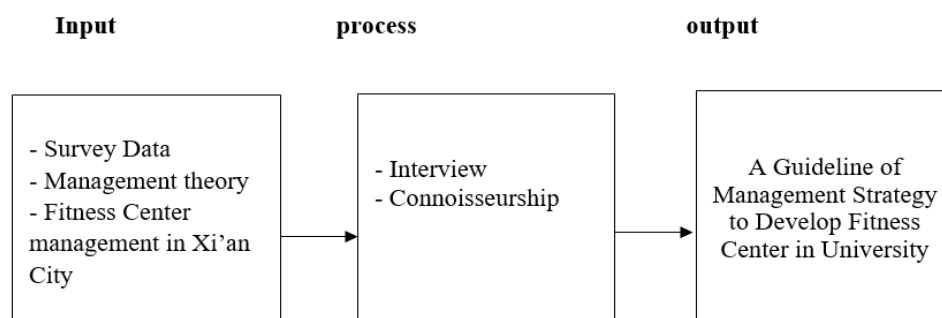 Input
process
output
- Survey Data
- Management theory
- Fitness Center
management in Xi’an
City
- Interview
- Connoisseurship
A Guideline of
Management Strategy
to Develop Fitness
Center in University